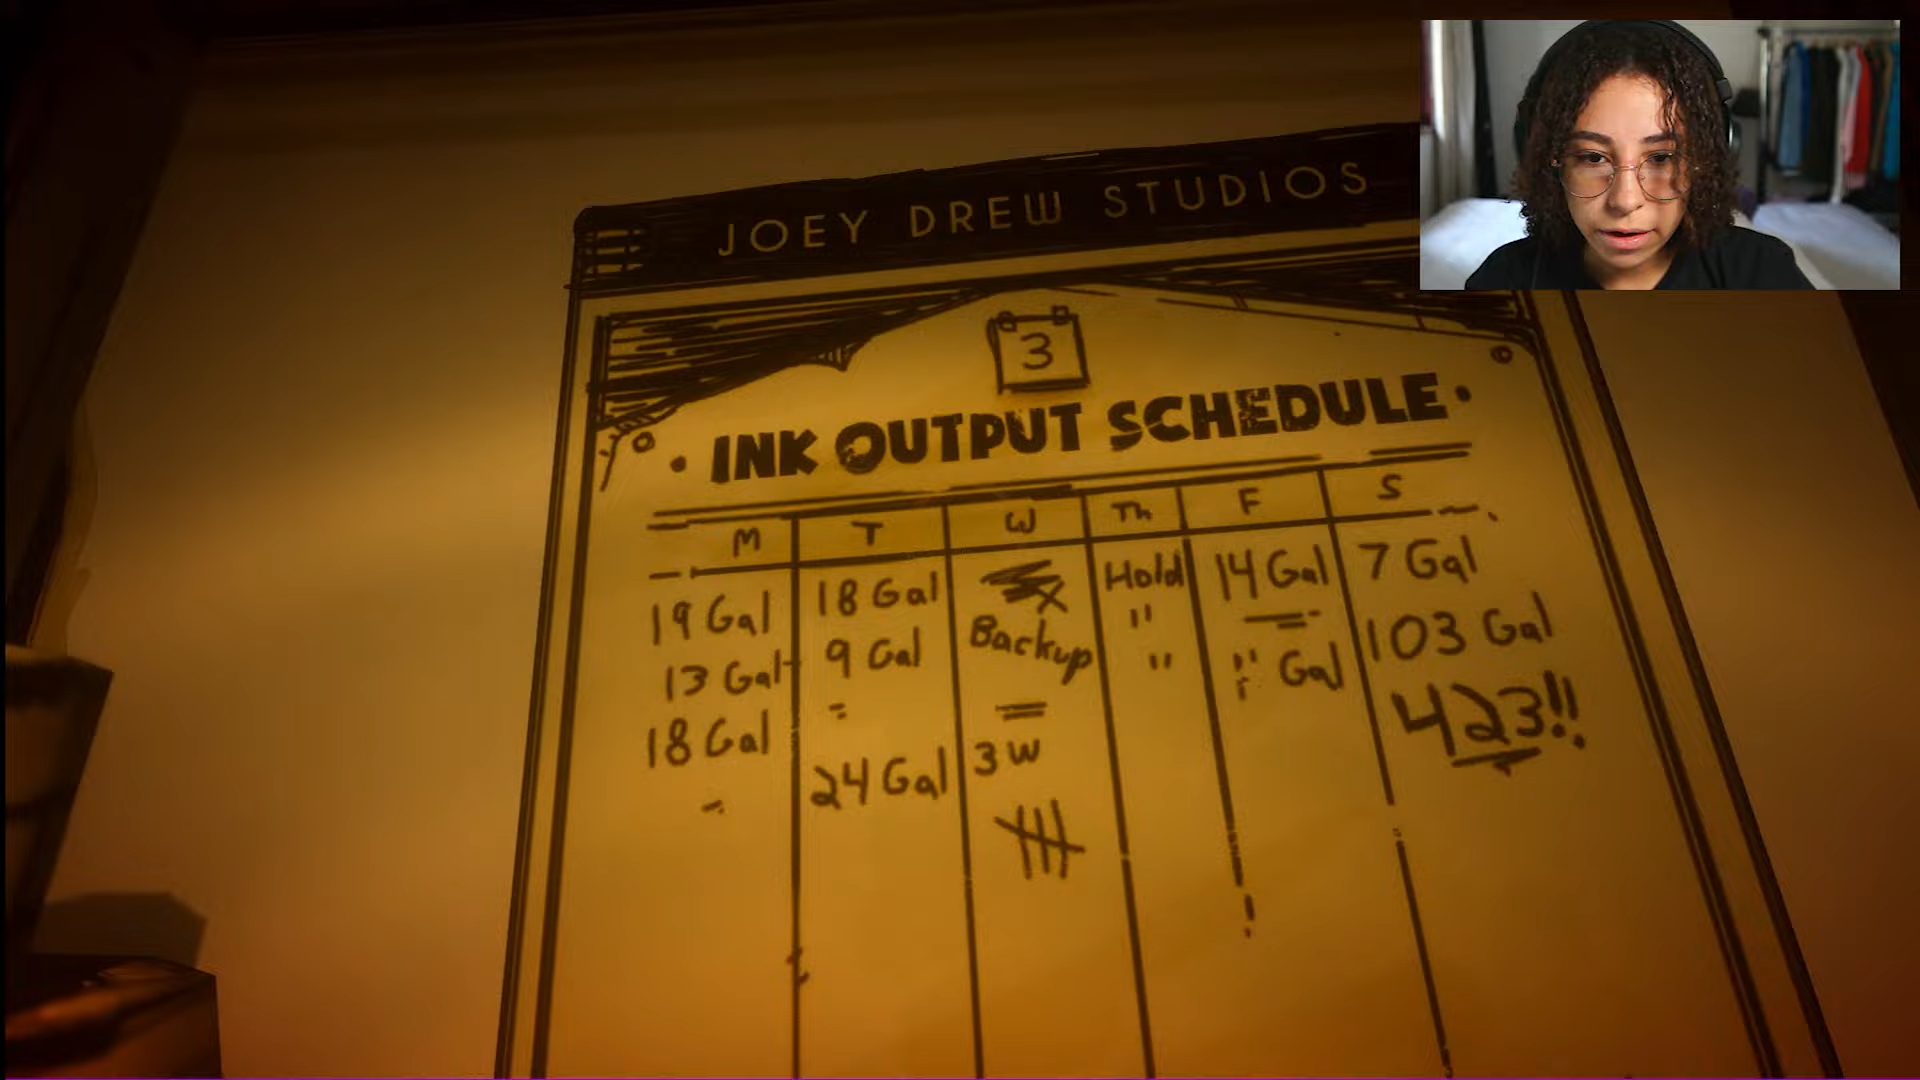 JOEY DREW STUDIOS
3
INK OUTPUT SCHEDULE
M T W Th F S
19 Gal 18 Gal X Hold 14 Gal 7 Gal
13 Gal 9 Gal Backup " 103 Gal
18 Gal " " Gal 423!!
24 Gal 3W